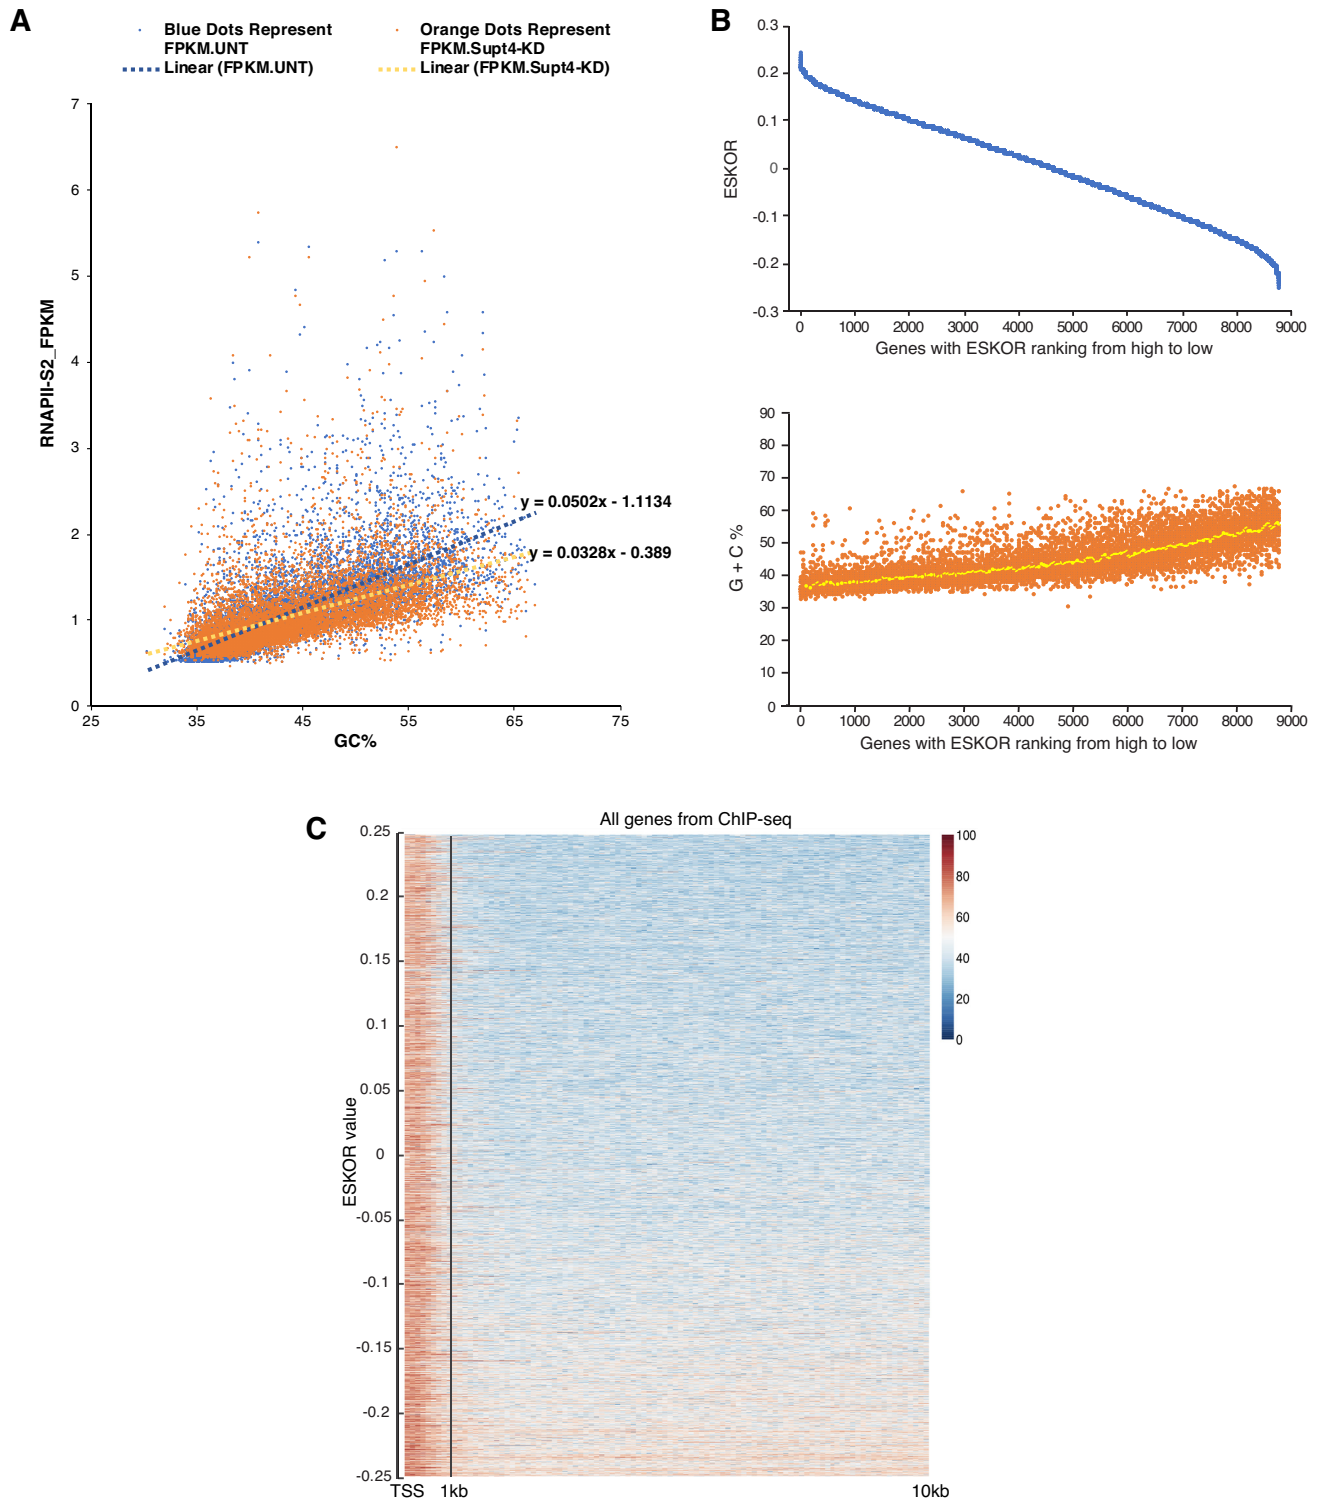 A
Blue Dots Represent
FPKM.UNT
Orange Dots Represent
FPKM.Supt4-KD
Linear (FPKM.UNT)
Linear (FPKM.Supt4-KD)
RNAPII-S2_FPKM
7
6
5
4
3
2
1
0
y = 0.0502x - 1.1134
y = 0.0328x - 0.389
25 35 45 55 65 75
GC%
B
ESKOR
0.3
0.2
0.1
0
-0.1
-0.2
-0.3
0 1000 2000 3000 4000 5000 6000 7000 8000 9000
Genes with ESKOR ranking from high to low
G + C %
90
80
70
60
50
40
30
20
10
0
0 1000 2000 3000 4000 5000 6000 7000 8000 9000
Genes with ESKOR ranking from high to low
C
All genes from ChIP-seq
ESKOR value
0.25
0.2
0.15
0.1
0.05
0
-0.05
-0.1
-0.15
-0.2
-0.25
TSS 1kb 10kb
100
80
60
40
20
0